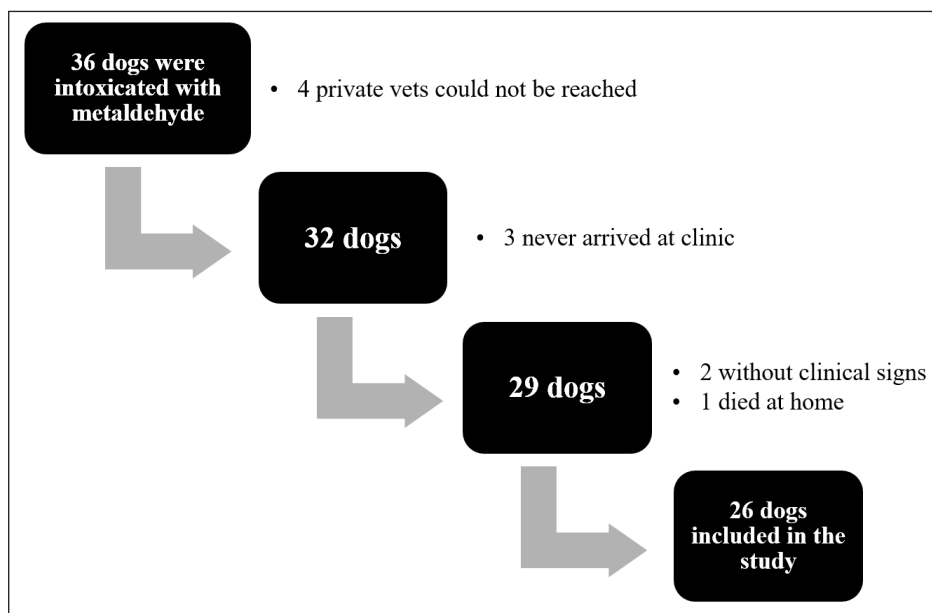 36 dogs were
intoxicated with
metaldehyde
• 4 private vets could not be reached
32 dogs
• 3 never arrived at clinic
29 dogs
• 2 without clinical signs
• 1 died at home
26 dogs
included in the
study